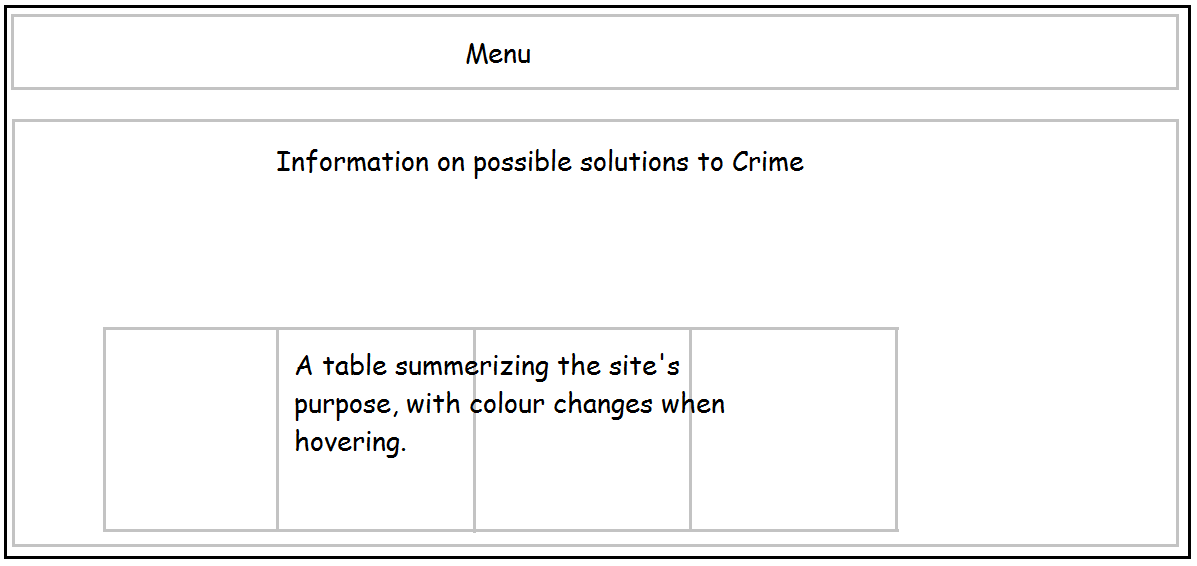 Menu
Information on possible solutions to Crime
A table summerizing the site's
purpose, with colour changes when
hovering.